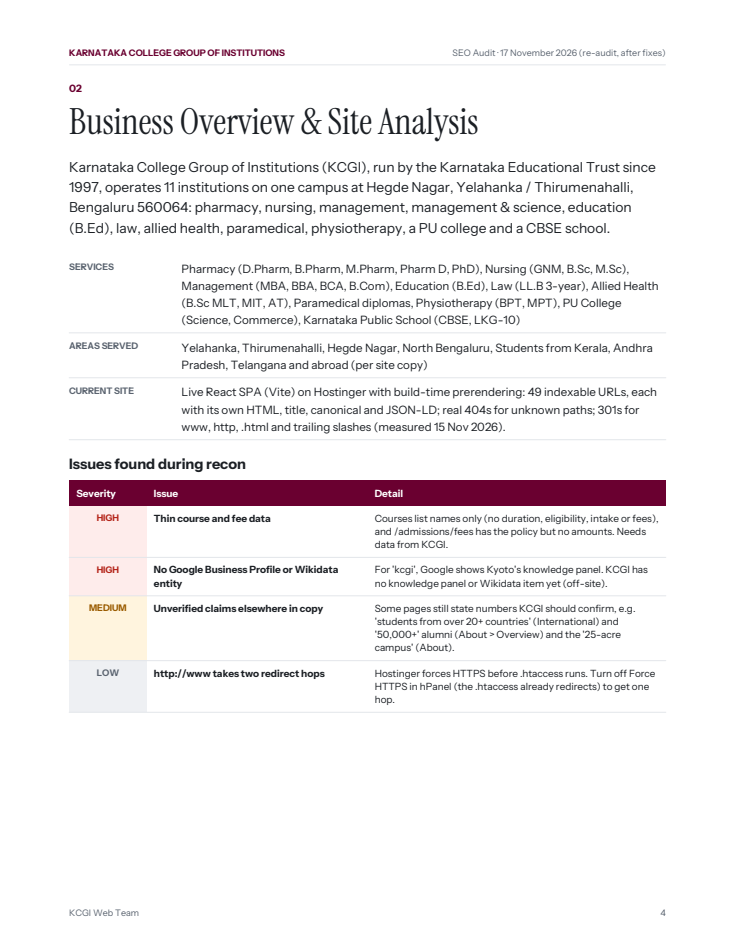 KARNATAKA COLLEGE GROUP OF INSTITUTIONS
SEO Audit · 17 November 2026 (re-audit, after fixes)
02
Business Overview & Site Analysis
Karnataka College Group of Institutions (KCGI), run by the Karnataka Educational Trust since
1997, operates 11 institutions on one campus at Hegde Nagar, Yelahanka / Thirumenahalli,
Bengaluru 560064: pharmacy, nursing, management, management & science, education
(B.Ed), law, allied health, paramedical, physiotherapy, a PU college and a CBSE school.
SERVICES
Pharmacy (D.Pharm, B.Pharm, M.Pharm, Pharm D, PhD), Nursing (GNM, B.Sc, M.Sc),
Management (MBA, BBA, BCA, B.Com), Education (B.Ed), Law (LL.B 3-year), Allied Health
(B.Sc MLT, MIT, AT), Paramedical diplomas, Physiotherapy (BPT, MPT), PU College
(Science, Commerce), Karnataka Public School (CBSE, LKG-10)
AREAS SERVED
Yelahanka, Thirumenahalli, Hegde Nagar, North Bengaluru, Students from Kerala, Andhra
Pradesh, Telangana and abroad (per site copy)
CURRENT SITE
Live React SPA (Vite) on Hostinger with build-time prerendering: 49 indexable URLs, each
with its own HTML, title, canonical and JSON-LD; real 404s for unknown paths; 301s for
www, http, .html and trailing slashes (measured 15 Nov 2026).
Issues found during recon
Severity
Issue
Detail
HIGH
Thin course and fee data
Courses list names only (no duration, eligibility, intake or fees),
and /admissions/fees has the policy but no amounts. Needs
data from KCGI.
HIGH
No Google Business Profile or Wikidata
entity
For 'kcgi', Google shows Kyoto's knowledge panel. KCGI has
no knowledge panel or Wikidata item yet (off-site).
MEDIUM
Unverified claims elsewhere in copy
Some pages still state numbers KCGI should confirm, e.g.
'students from over 20+ countries' (International) and
'50,000+' alumni (About > Overview) and the '25-acre
campus' (About).
LOW
http://www takes two redirect hops
Hostinger forces HTTPS before .htaccess runs. Turn off Force
HTTPS in hPanel (the .htaccess already redirects) to get one
hop.
KCGI Web Team
4